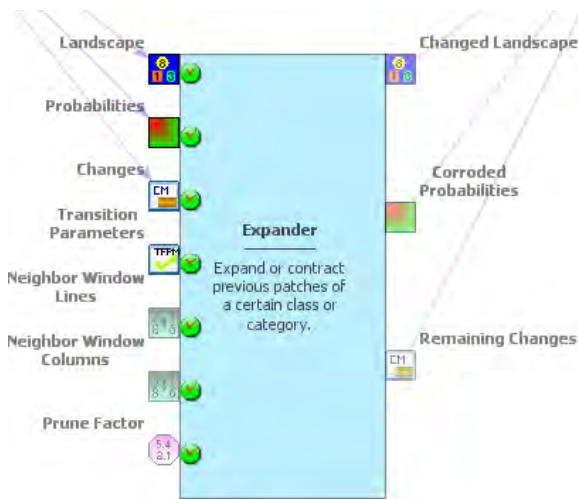 Landscape
Probabilities
Changes
Transition
Parameters
Neighbor Window
Lines
Neighbor Window
Columns
Prune Factor
CM
TFPM
5.4
8.1
Expander
Expand or contract
previous patches of
a certain class or
category.
Changed Landscape
Corroded
Probabilities
Remaining Changes
CM